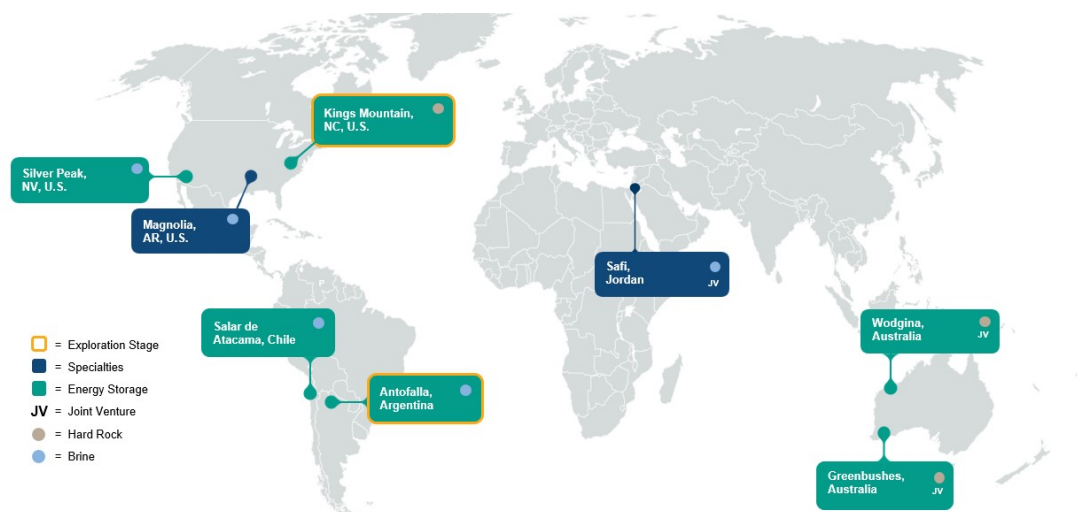 Kings Mountain,
NC, U.S.
Silver Peak,
NV, U.S.
Magnolia,
AR, U.S.
Safi,
Jordan
JV
Salar de
Atacama, Chile
Wodgina,
Australia
JV
Antofalla,
Argentina
Greenbushes,
Australia
JV
= Exploration Stage
= Specialties
= Energy Storage
JV = Joint Venture
= Hard Rock
= Brine